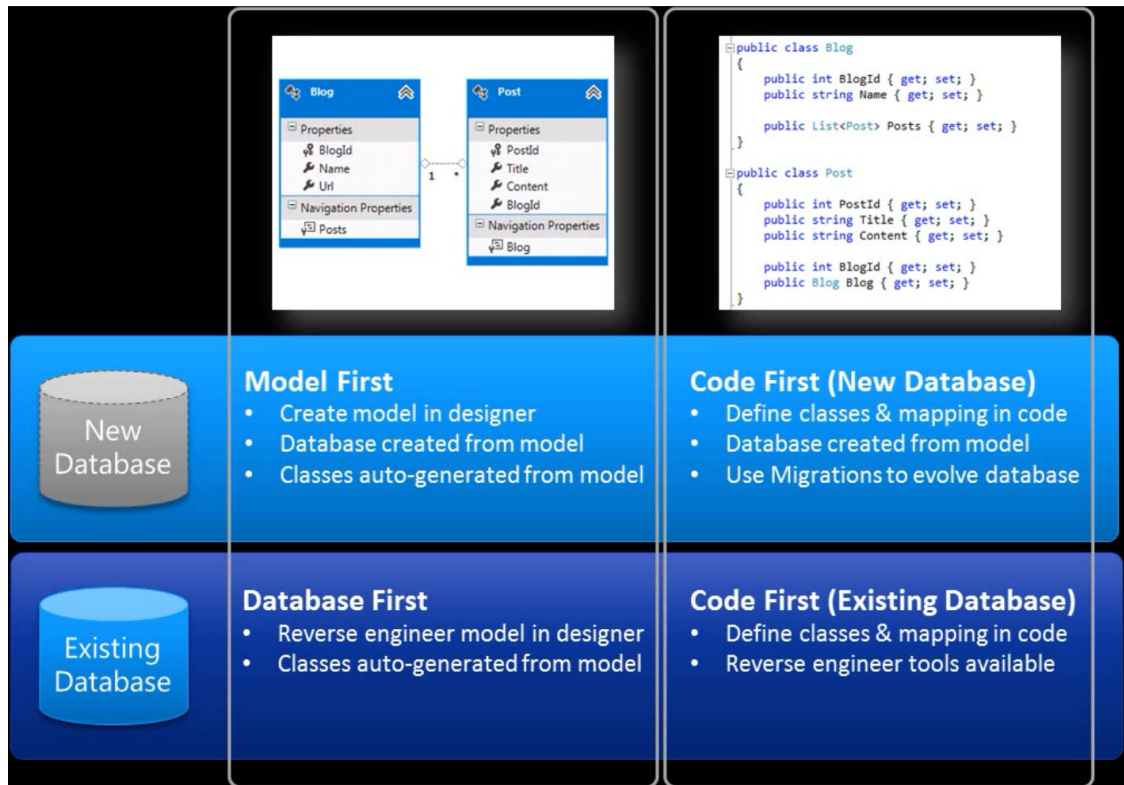 Blog
Properties
BlogId
Name
Url
Navigation Properties
Posts
1 *
Post
Properties
PostId
Title
Content
BlogId
Navigation Properties
Blog
public class Blog
{
public int BlogId { get; set; }
public string Name { get; set; }
public List<Post> Posts { get; set; }
}
public class Post
{
public int PostId { get; set; }
public string Title { get; set; }
public string Content { get; set; }
public int BlogId { get; set; }
public Blog Blog { get; set; }
}
New
Database
Model First
• Create model in designer
• Database created from model
• Classes auto-generated from model
Code First (New Database)
• Define classes & mapping in code
• Database created from model
• Use Migrations to evolve database
Existing
Database
Database First
• Reverse engineer model in designer
• Classes auto-generated from model
Code First (Existing Database)
• Define classes & mapping in code
• Reverse engineer tools available